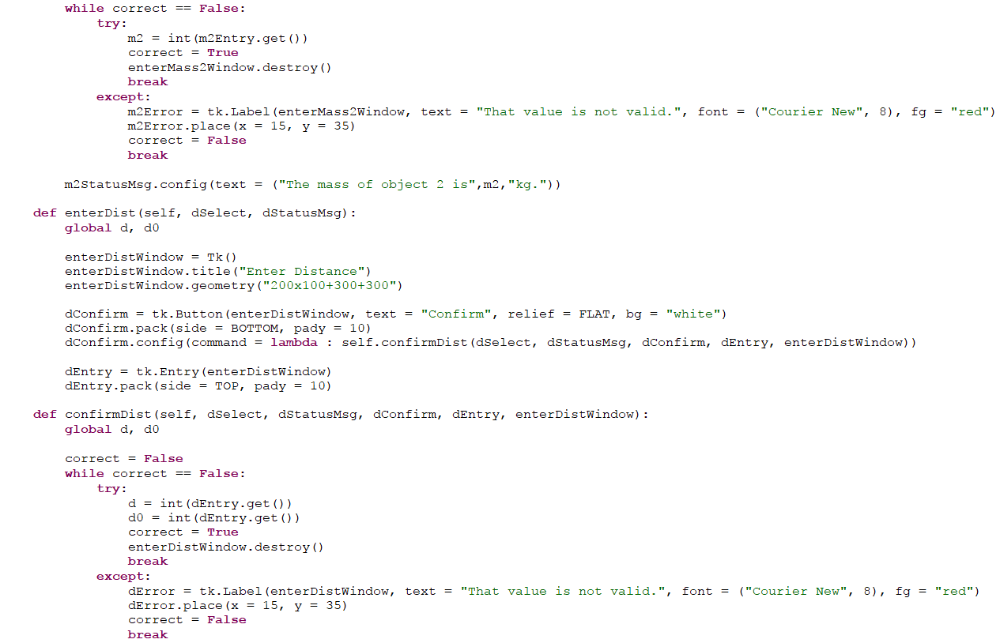 while correct == False:
            try:
                m2 = int(m2Entry.get())
                correct = True
                enterMass2Window.destroy()
                break
            except:
                m2Error = tk.Label(enterMass2Window, text = "That value is not valid.", font = ("Courier New", 8), fg = "red")
                m2Error.place(x = 15, y = 35)
                correct = False
                break

        m2StatusMsg.config(text = ("The mass of object 2 is",m2,"kg."))

    def enterDist(self, dSelect, dStatusMsg):
        global d, d0

        enterDistWindow = Tk()
        enterDistWindow.title("Enter Distance")
        enterDistWindow.geometry("200x100+300+300")

        dConfirm = tk.Button(enterDistWindow, text = "Confirm", relief = FLAT, bg = "white")
        dConfirm.pack(side = BOTTOM, pady = 10)
        dConfirm.config(command = lambda : self.confirmDist(dSelect, dStatusMsg, dConfirm, dEntry, enterDistWindow))

        dEntry = tk.Entry(enterDistWindow)
        dEntry.pack(side = TOP, pady = 10)

    def confirmDist(self, dSelect, dStatusMsg, dConfirm, dEntry, enterDistWindow):
        global d, d0

        correct = False
        while correct == False:
            try:
                d = int(dEntry.get())
                d0 = int(dEntry.get())
                correct = True
                enterDistWindow.destroy()
                break
            except:
                dError = tk.Label(enterDistWindow, text = "That value is not valid.", font = ("Courier New", 8), fg = "red")
                dError.place(x = 15, y = 35)
                correct = False
                break